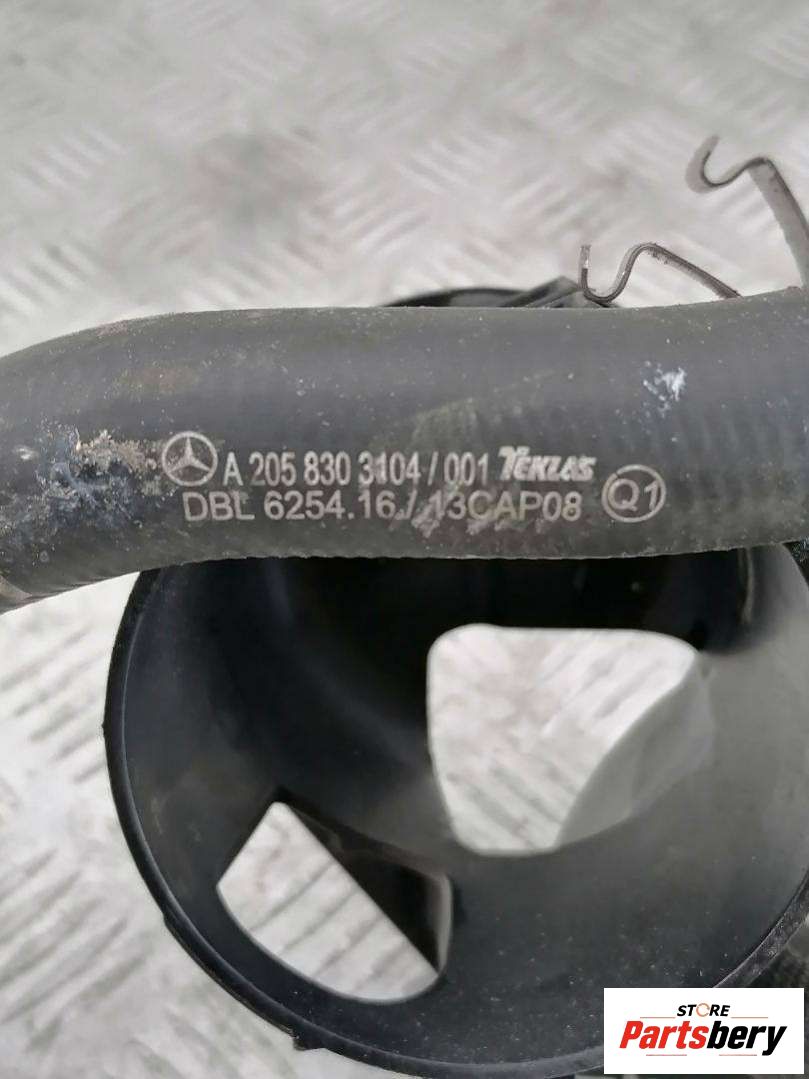 A 205 830 3104 / 001 TEKLAS
DBL 6254.16 / 13CAP08 Q1
STORE
Partsbery